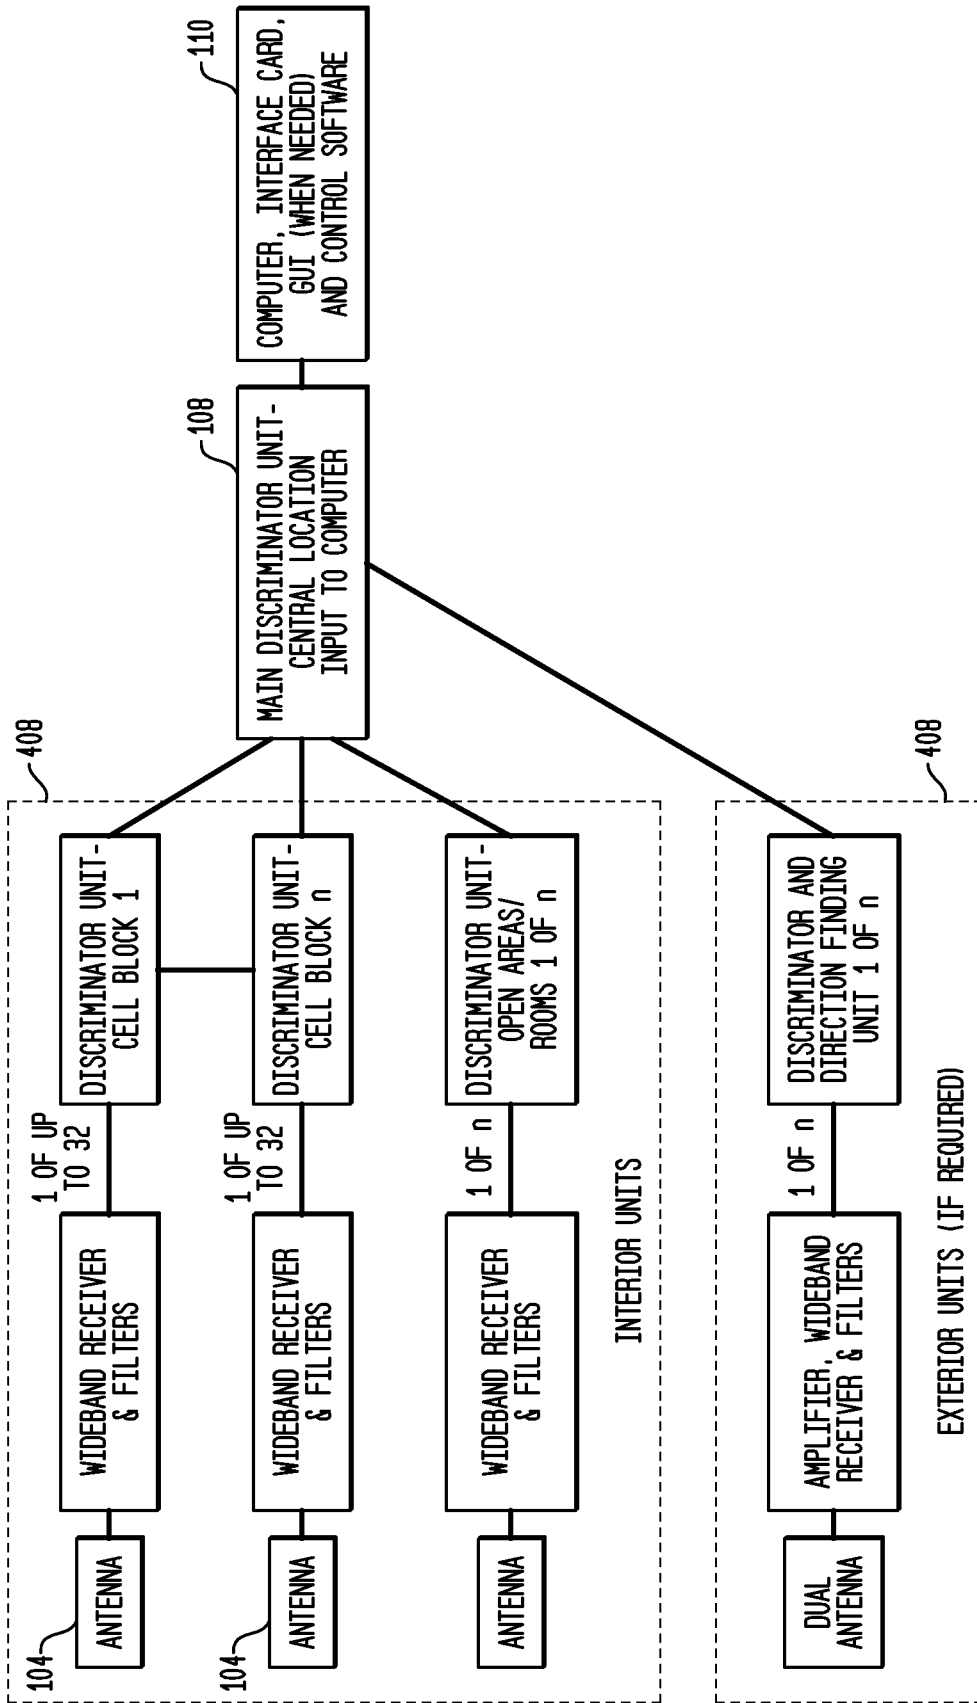 408
104
ANTENNA
WIDEBAND RECEIVER
& FILTERS
1 OF UP
TO 32
DISCRIMINATOR UNIT-
CELL BLOCK 1
104
ANTENNA
WIDEBAND RECEIVER
& FILTERS
1 OF UP
TO 32
DISCRIMINATOR UNIT-
CELL BLOCK n
ANTENNA
WIDEBAND RECEIVER
& FILTERS
1 OF n
DISCRIMINATOR UNIT-
OPEN AREAS/
ROOMS 1 OF n
INTERIOR UNITS
108
MAIN DISCRIMINATOR UNIT-
CENTRAL LOCATION
INPUT TO COMPUTER
110
COMPUTER, INTERFACE CARD,
GUI (WHEN NEEDED)
AND CONTROL SOFTWARE
408
DUAL
ANTENNA
AMPLIFIER, WIDEBAND
RECEIVER & FILTERS
1 OF n
DISCRIMINATOR AND
DIRECTION FINDING
UNIT 1 OF n
EXTERIOR UNITS (IF REQUIRED)